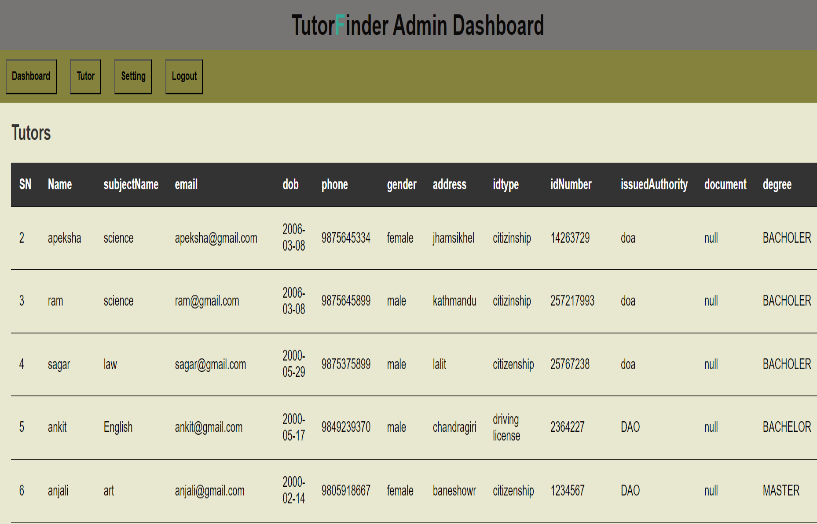 TutorFinder Admin Dashboard
Dashboard Tutor Setting Logout
Tutors
SN Name subjectName email dob phone gender address idtype idNumber issuedAuthority document degree
2 apeksha science apeksha@gmail.com 2006-03-08 9875645334 female jhamsikhel citizinship 14263729 doa null BACHOLER
3 ram science ram@gmail.com 2006-03-08 9875645899 male kathmandu citizinship 257217993 doa null BACHOLER
4 sagar law sagar@gmail.com 2000-05-29 9875375899 male lalit citizenship 25767238 doa null BACHOLER
5 ankit English ankit@gmail.com 2000-05-17 9849239370 male chandragiri driving license 2364227 DAO null BACHELOR
6 anjali art anjali@gmail.com 2000-02-14 9805918667 female baneshowr citizenship 1234567 DAO null MASTER